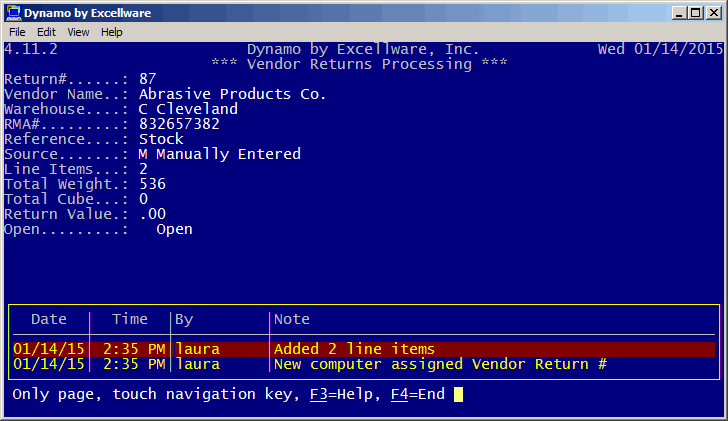 Dynamo by Excellware
File Edit View Help
4.11.2 Dynamo by Excellware, Inc. Wed 01/14/2015
*** Vendor Returns Processing ***
Return#......: 87
Vendor Name..: Abrasive Products Co.
Warehouse....: C Cleveland
RMA#.........: 832657382
Reference....: Stock
Source.......: M Manually Entered
Line Items...: 2
Total Weight.: 536
Total Cube...: 0
Return Value.: .00
Open.........: Open
Date Time By Note
01/14/15 2:35 PM laura Added 2 line items
01/14/15 2:35 PM laura New computer assigned Vendor Return #
Only page, touch navigation key, F3=Help, F4=End